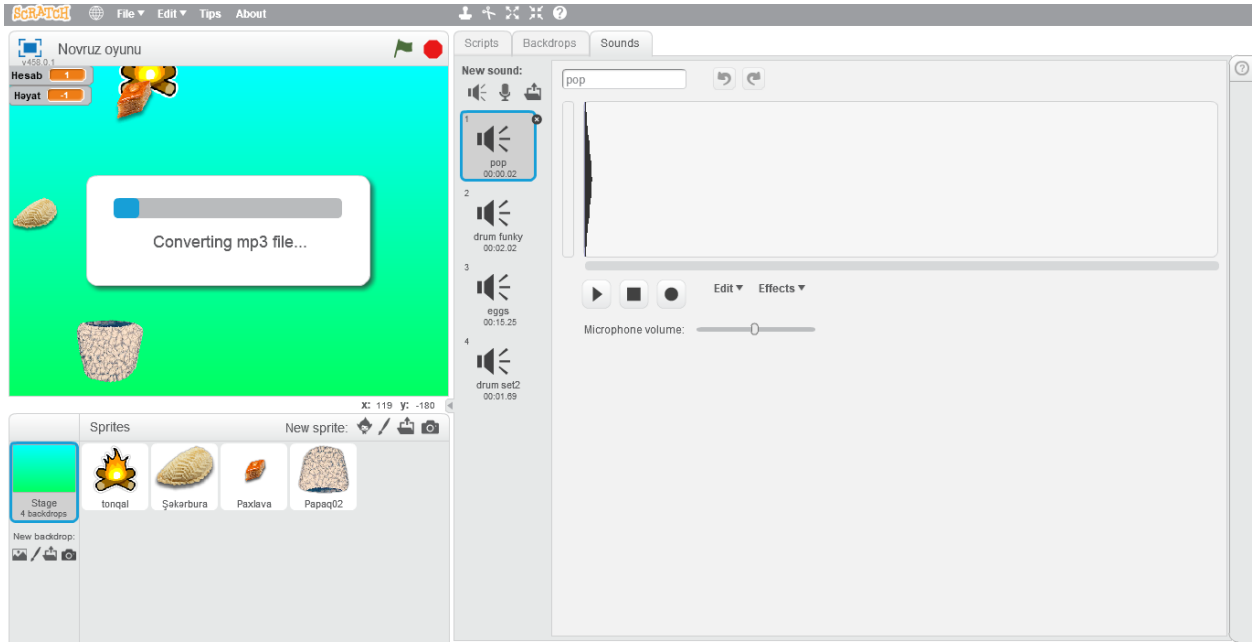 SCRATCH File Edit Tips About
Novruz oyunu
v458.0.1
Hesab 1
Həyat -1
Converting mp3 file...
x: 119 y: -180
Sprites New sprite:
Stage
4 backdrops
New backdrop:
tonqal
Şəkərbura
Paxlava
Papaq02
Scripts Backdrops Sounds
New sound:
1
pop
00:00.02
2
drum funky
00:02.02
3
eggs
00:15.25
4
drum set2
00:01.69
pop
Edit Effects
Microphone volume: